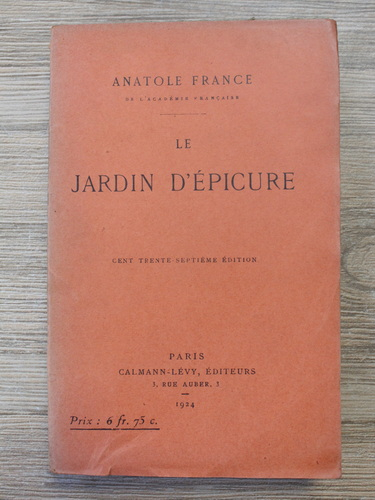 ANATOLE FRANCE
DE L'ACADÉMIE FRANÇAISE
LE
JARDIN D'ÉPICURE
CENT TRENTE SEPTIÈME ÉDITION
PARIS
CALMANN-LÉVY, ÉDITEURS
3, RUE AUBER, 3
1924
Prix : 6 fr. 75 c.